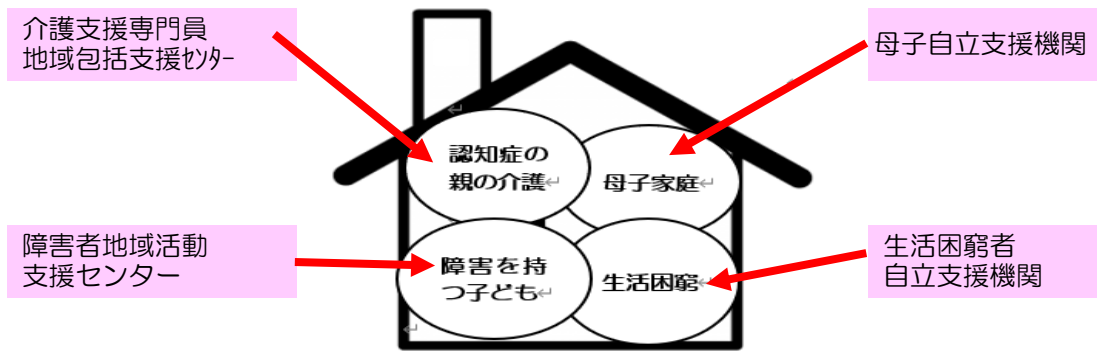 介護支援専門員
地域包括支援ｾﾝﾀｰ
母子自立支援機関
認知症の
親の介護
母子家庭
障害者地域活動
支援センター
障害を持
つ子ども
生活困窮
生活困窮者
自立支援機関